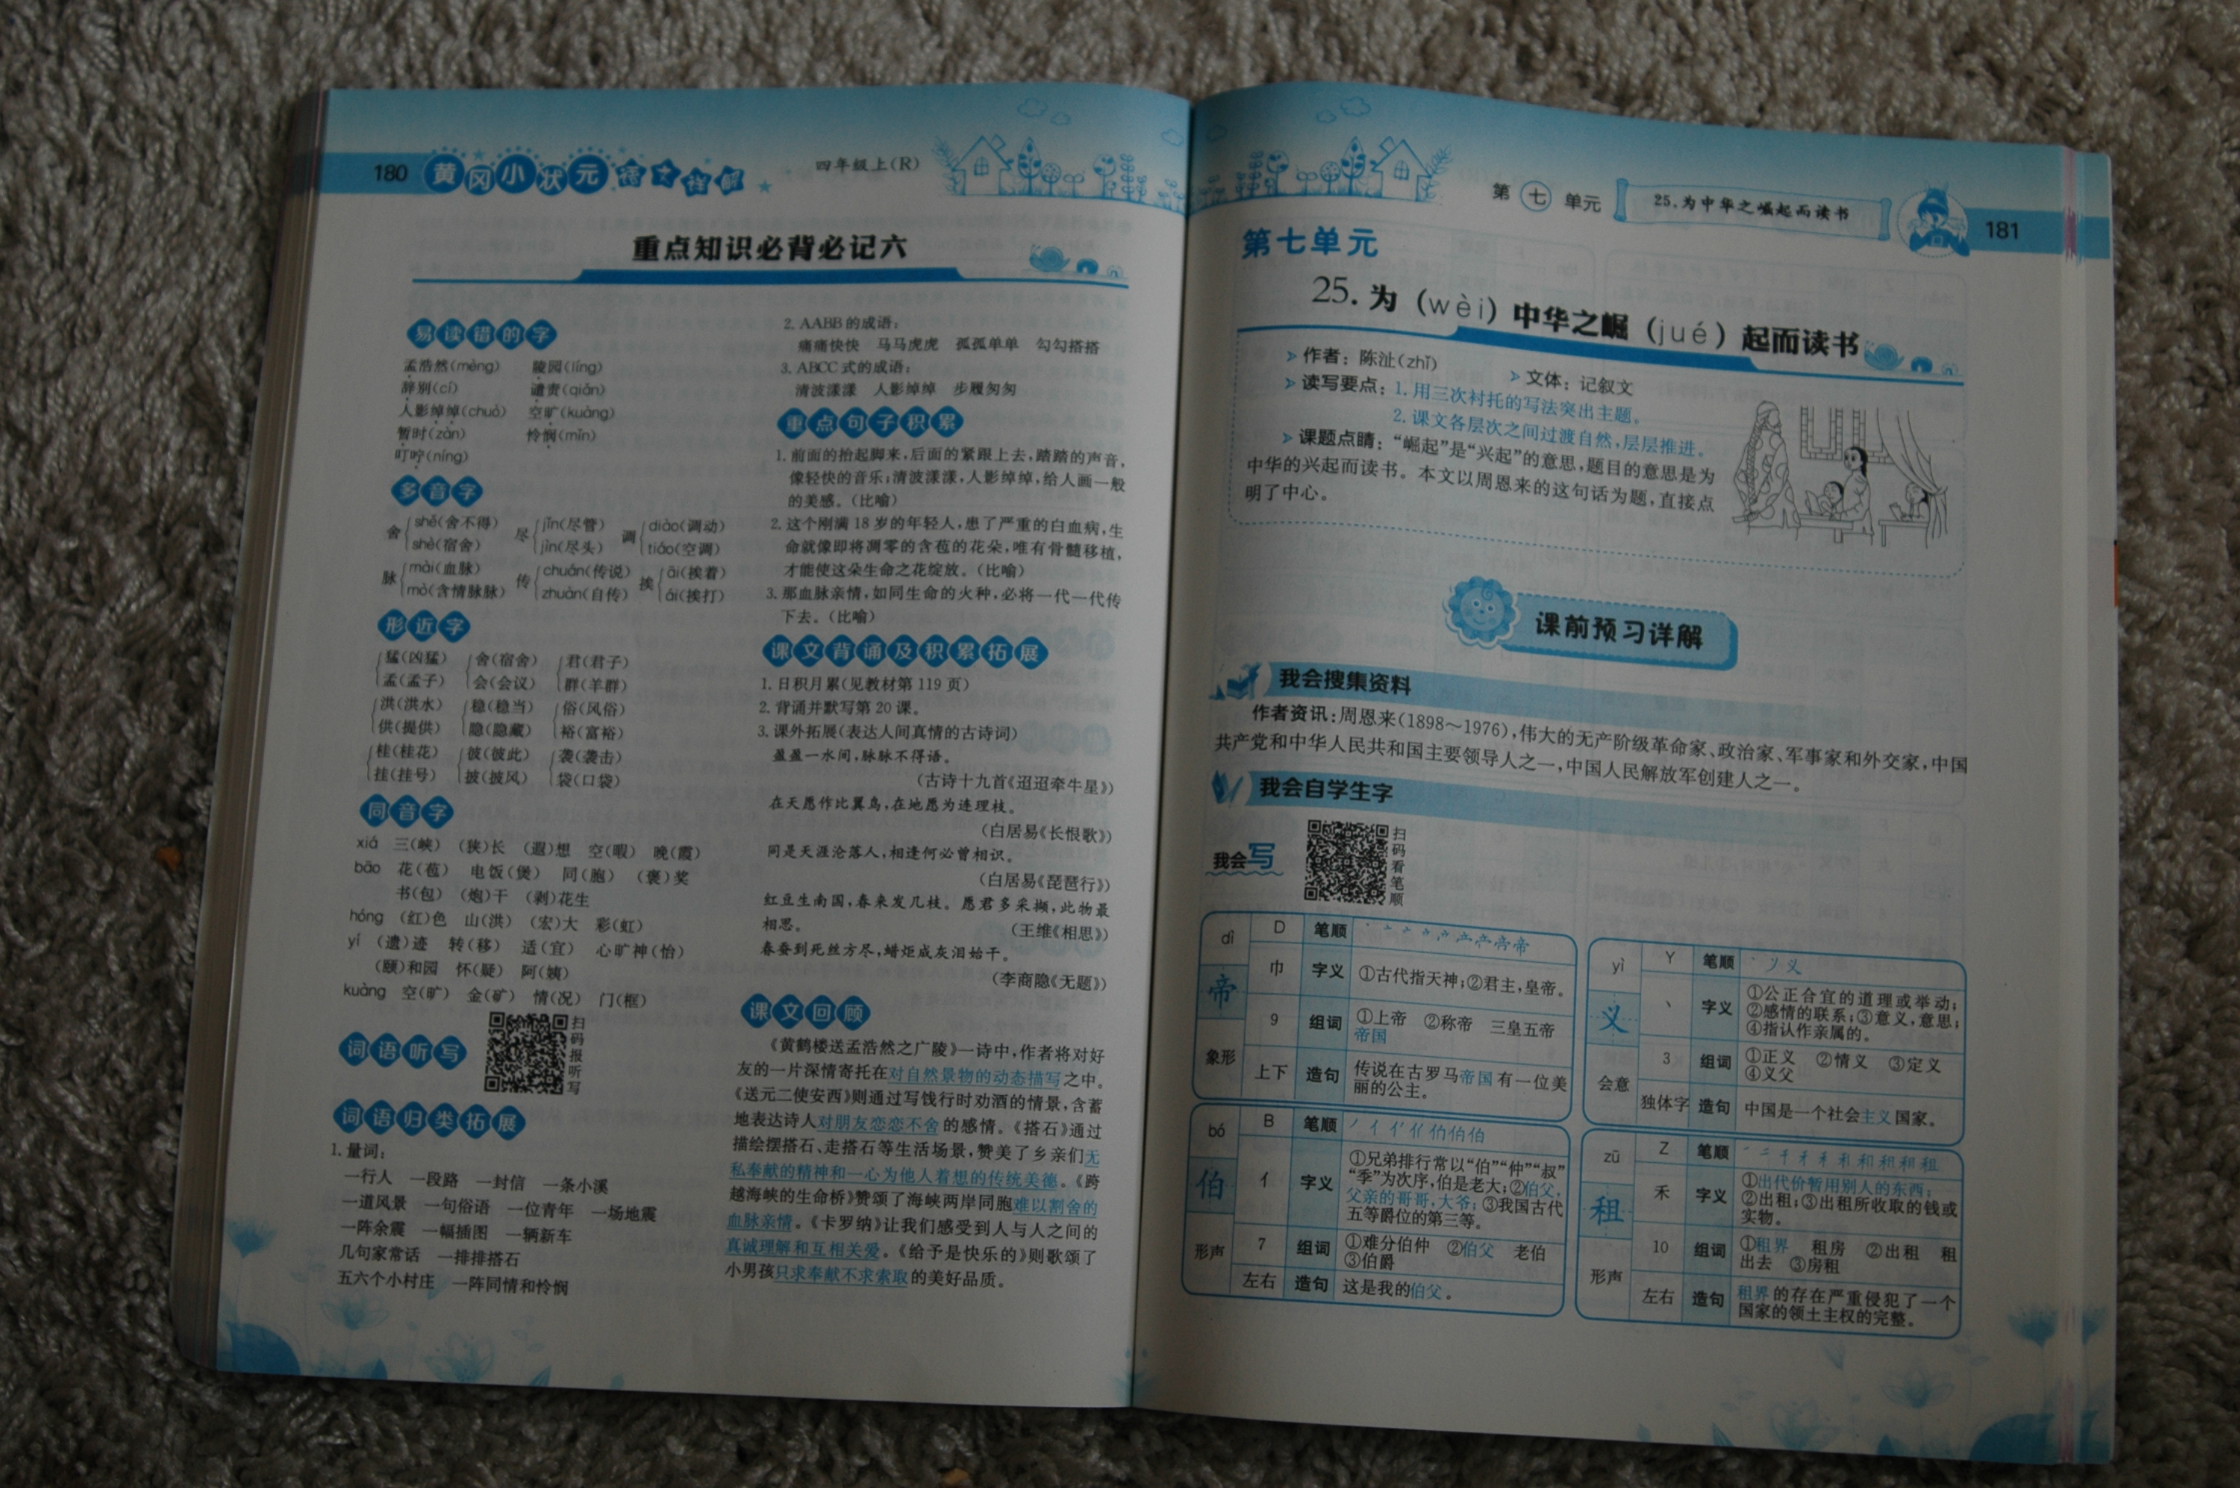 180 黄冈小状元 语文详解 四年级上(R)
重点知识必背必记六
易读错的字
孟浩然(mèng) 陵园(líng)
辞别(cí) 谴责(qiǎn)
人影绰绰(chuò) 空旷(kuàng)
暂时(zàn) 怜悯(mǐn)
叮咛(níng)
多音字
舍{shě(舍不得) shè(宿舍) 尽{jǐn(尽管) jìn(尽头) 调{diào(调动) tiáo(空调)
脉{mài(血脉) mò(含情脉脉) 传{chuán(传说) zhuàn(自传) 挨{āi(挨着) ái(挨打)
形近字
{猛(凶猛) {舍(宿舍) {君(君子)
{孟(孟子) {会(会议) {群(羊群)
{洪(洪水) {稳(稳当) {俗(风俗)
{供(提供) {隐(隐藏) {裕(富裕)
{桂(桂花) {彼(彼此) {袭(袭击)
{挂(挂号) {披(披风) {袋(口袋)
同音字
xiá 三(峡) (狭)长 (遐)想 空(暇) 晚(霞)
bāo 花(苞) 电饭(煲) 同(胞) (褒)奖
书(包) (炮)干 (剥)花生
hóng (红)色 山(洪) (宏)大 彩(虹)
yí (遗)迹 转(移) 适(宜) 心旷神(怡)
(颐)和园 怀(疑) 阿(姨)
kuàng 空(旷) 金(矿) 情(况) 门(框)
词语听写
扫码报听写
词语归类拓展
1. 量词:
一行人 一段路 一封信 一条小溪
一道风景 一句俗语 一位青年 一场地震
一阵余震 一幅插图 一辆新车
几句家常话 一排排搭石
五六个小村庄 一阵同情和怜悯
2. AABB的成语:
痛痛快快 马马虎虎 孤孤单单 勾勾搭搭
3. ABCC式的成语:
清波漾漾 人影绰绰 步履匆匆
重点句子积累
1. 前面的抬起脚来,后面的紧跟上去,踏踏的声音,
像轻快的音乐;清波漾漾,人影绰绰,给人画一般
的美感。(比喻)
2. 这个刚满18岁的年轻人,患了严重的白血病,生
命就像即将凋零的含苞的花朵,唯有骨髓移植,
才能使这朵生命之花绽放。(比喻)
3. 那血脉亲情,如同生命的火种,必将一代一代传
下去。(比喻)
课文背诵及积累拓展
1. 日积月累(见教材第119页)
2. 背诵并默写第20课。
3. 课外拓展(表达人间真情的古诗词)
盈盈一水间,脉脉不得语。
(古诗十九首《迢迢牵牛星》)
在天愿作比翼鸟,在地愿为连理枝。
(白居易《长恨歌》)
同是天涯沦落人,相逢何必曾相识。
(白居易《琵琶行》)
红豆生南国,春来发几枝。愿君多采撷,此物最
相思。 (王维《相思》)
春蚕到死丝方尽,蜡炬成灰泪始干。
(李商隐《无题》)
课文回顾
《黄鹤楼送孟浩然之广陵》一诗中,作者将对好
友的一片深情寄托在对自然景物的动态描写之中。
《送元二使安西》则通过写饯行时劝酒的情景,含蓄
地表达诗人对朋友恋恋不舍的感情。《搭石》通过
描绘摆搭石、走搭石等生活场景,赞美了乡亲们无
私奉献的精神和一心为他人着想的传统美德。《跨
越海峡的生命桥》赞颂了海峡两岸同胞难以割舍的
血脉亲情。《卡罗纳》让我们感受到人与人之间的
真诚理解和互相关爱。《给予是快乐的》则歌颂了
小男孩只求奉献不求索取的美好品质。
第七单元 25.为中华之崛起而读书 181
第七单元
25. 为(wèi)中华之崛(jué)起而读书
作者:陈沚(zhǐ) 文体:记叙文
读写要点:1. 用三次衬托的写法突出主题。
2. 课文各层次之间过渡自然,层层推进。
课题点睛:“崛起”是“兴起”的意思,题目的意思是为
中华的兴起而读书。本文以周恩来的这句话为题,直接点
明了中心。
课前预习详解
我会搜集资料
作者资讯:周恩来(1898~1976),伟大的无产阶级革命家、政治家、军事家和外交家,中国
共产党和中华人民共和国主要领导人之一,中国人民解放军创建人之一。
我会自学生字
我会写
扫码看笔顺
dì D 笔顺
帝 巾 字义 ①古代指天神;②君主,皇帝。
9 组词 ①上帝 ②称帝 三皇五帝
帝国
象形 上下 造句 传说在古罗马帝国有一位美
丽的公主。
yì Y 笔顺
义 丶 字义 ①公正合宜的道理或举动;
②感情的联系;③意义,意思;
④指认作亲属的。
3 组词 ①正义 ②情义 ③定义
④义父
会意 独体字 造句 中国是一个社会主义国家。
bó B 笔顺
伯 亻 字义 ①兄弟排行常以“伯”“仲”“叔”
“季”为次序,伯是老大;②伯父,
父亲的哥哥,大爷;③我国古代
五等爵位的第三等。
7 组词 ①难分伯仲 ②伯父 老伯
③伯爵
形声 左右 造句 这是我的伯父。
zū Z 笔顺
租 禾 字义 ①出代价暂用别人的东西;
②出租;③出租所收取的钱或
实物。
10 组词 ①租界 租房 ②出租 租
出去 ③房租
形声 左右 造句 租界的存在严重侵犯了一个
国家的领土主权的完整。